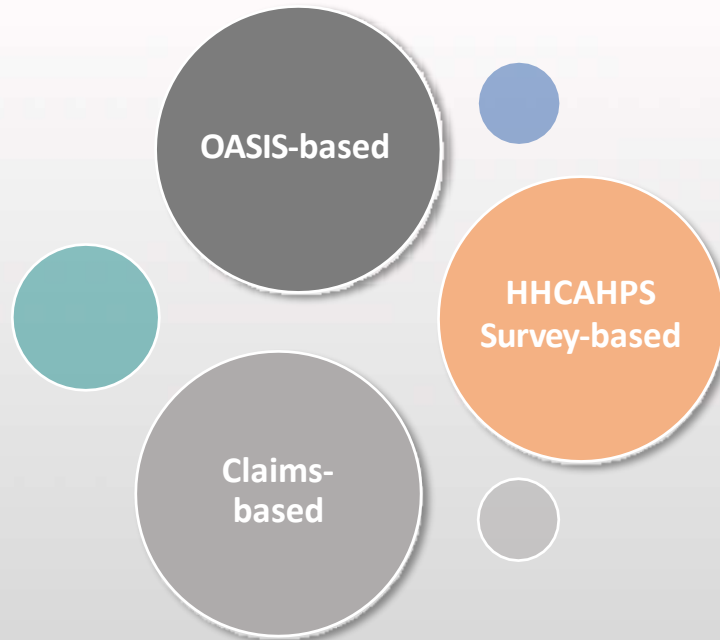 OASIS-based
HHCAHPS
Survey-based
Claims-
based